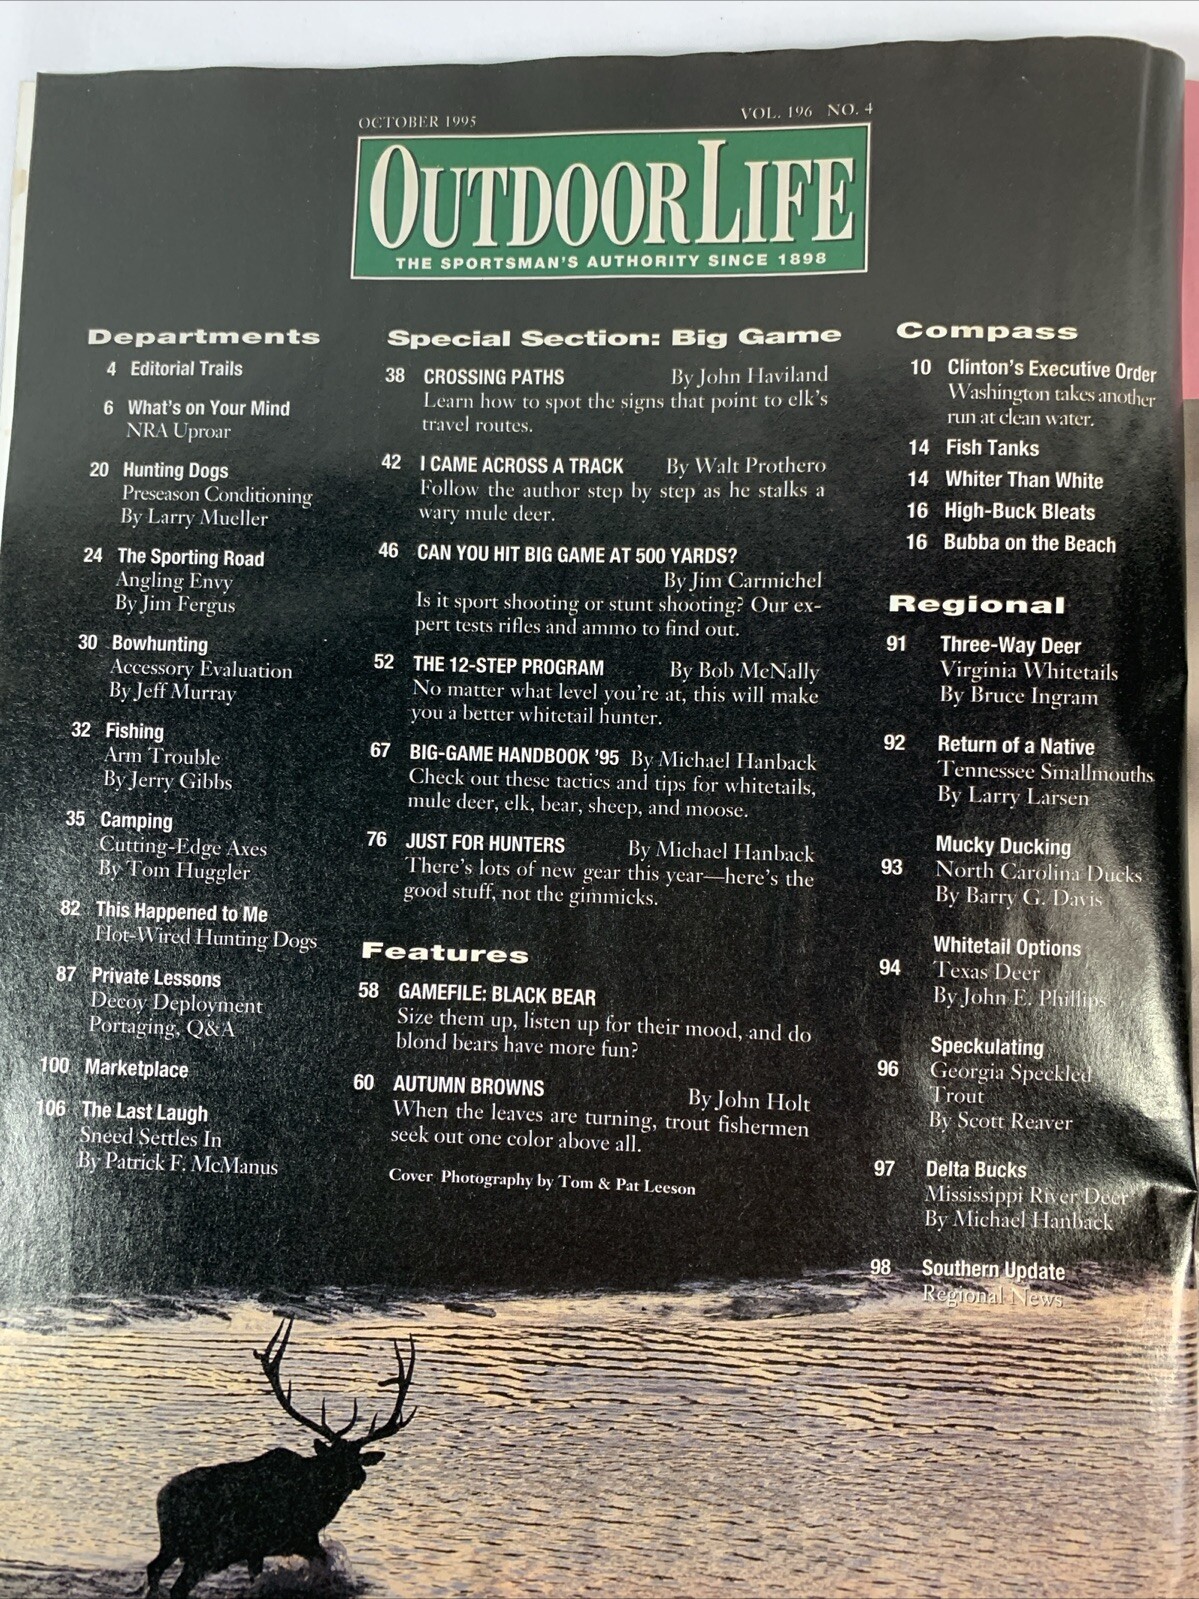 OCTOBER 1995
VOL. 196 NO. 4
OUTDOOR LIFE
THE SPORTSMAN'S AUTHORITY SINCE 1898
Departments
4 Editorial Trails
6 What's on Your Mind
NRA Uproar
20 Hunting Dogs
Preseason Conditioning
By Larry Mueller
24 The Sporting Road
Angling Envy
By Jim Fergus
30 Bowhunting
Accessory Evaluation
By Jeff Murray
32 Fishing
Arm Trouble
By Jerry Gibbs
35 Camping
Cutting-Edge Axes
By Tom Huggler
82 This Happened to Me
Hot-Wired Hunting Dogs
87 Private Lessons
Decoy Deployment
Portaging, Q&A
100 Marketplace
106 The Last Laugh
Sneed Settles In
By Patrick F. McManus
Special Section: Big Game
38 CROSSING PATHS By John Haviland
Learn how to spot the signs that point to elk's
travel routes.
42 I CAME ACROSS A TRACK By Walt Prothero
Follow the author step by step as he stalks a
wary mule deer.
46 CAN YOU HIT BIG GAME AT 500 YARDS?
By Jim Carmichel
Is it sport shooting or stunt shooting? Our ex-
pert tests rifles and ammo to find out.
52 THE 12-STEP PROGRAM By Bob McNally
No matter what level you're at, this will make
you a better whitetail hunter.
67 BIG-GAME HANDBOOK '95 By Michael Hanback
Check out these tactics and tips for whitetails,
mule deer, elk, bear, sheep, and moose.
76 JUST FOR HUNTERS By Michael Hanback
There's lots of new gear this year—here's the
good stuff, not the gimmicks.
Features
58 GAMEFILE: BLACK BEAR
Size them up, listen up for their mood, and do
blond bears have more fun?
60 AUTUMN BROWNS By John Holt
When the leaves are turning, trout fishermen
seek out one color above all.
Cover Photography by Tom & Pat Leeson
Compass
10 Clinton's Executive Order
Washington takes another
run at clean water.
14 Fish Tanks
14 Whiter Than White
16 High-Buck Bleats
16 Bubba on the Beach
Regional
91 Three-Way Deer
Virginia Whitetails
By Bruce Ingram
92 Return of a Native
Tennessee Smallmouths
By Larry Larsen
Mucky Ducking
93 North Carolina Ducks
By Barry G. Davis
Whitetail Options
94 Texas Deer
By John E. Phillips
Speckulating
96 Georgia Speckled
Trout
By Scott Reaver
97 Delta Bucks
Mississippi River Deer
By Michael Hanback
98 Southern Update
Regional News